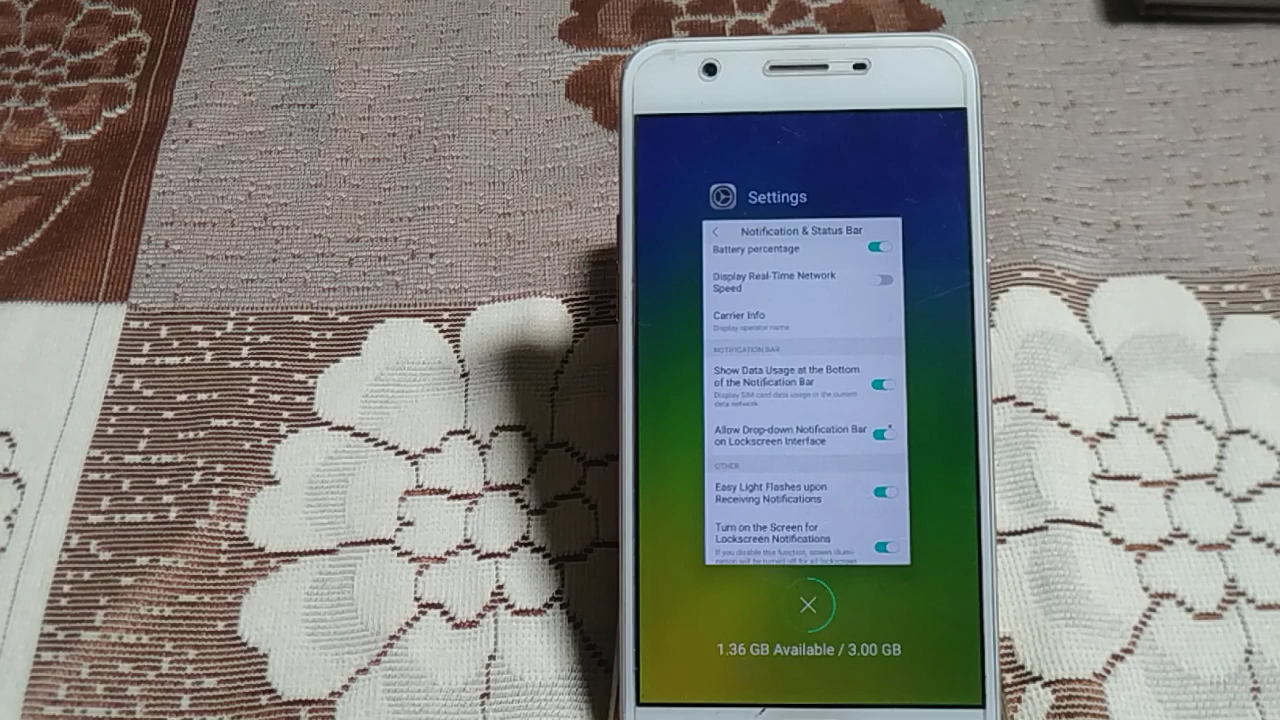 Settings
Notification & Status Bar
Battery percentage
Display Real-Time Network
Speed
Carrier Info
Display operator name
NOTIFICATION BAR
Show Data Usage at the Bottom
of the Notification Bar
Display SIM card data usage in the current
data network.
Allow Drop-down Notification Bar
on Lockscreen Interface
OTHER
Easy Light Flashes upon
Receiving Notifications
Turn on the Screen for
Lockscreen Notifications
If you disable this function, screen illumi-
nation will be turned off for all lockscreen
1.36 GB Available / 3.00 GB